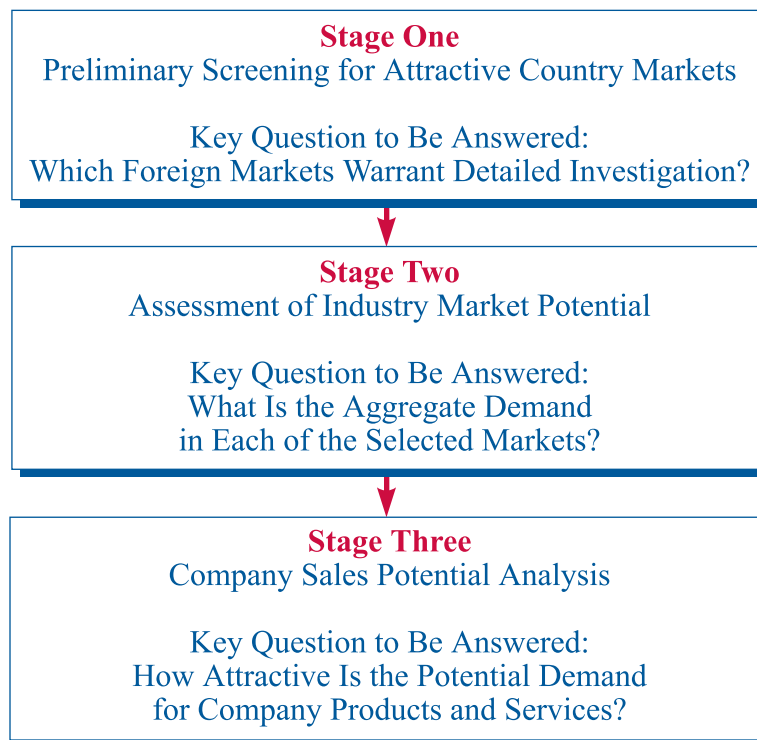 Stage One
Preliminary Screening for Attractive Country Markets
Key Question to Be Answered:
Which Foreign Markets Warrant Detailed Investigation?
Stage Two
Assessment of Industry Market Potential
Key Question to Be Answered:
What Is the Aggregate Demand
in Each of the Selected Markets?
Stage Three
Company Sales Potential Analysis
Key Question to Be Answered:
How Attractive Is the Potential Demand
for Company Products and Services?